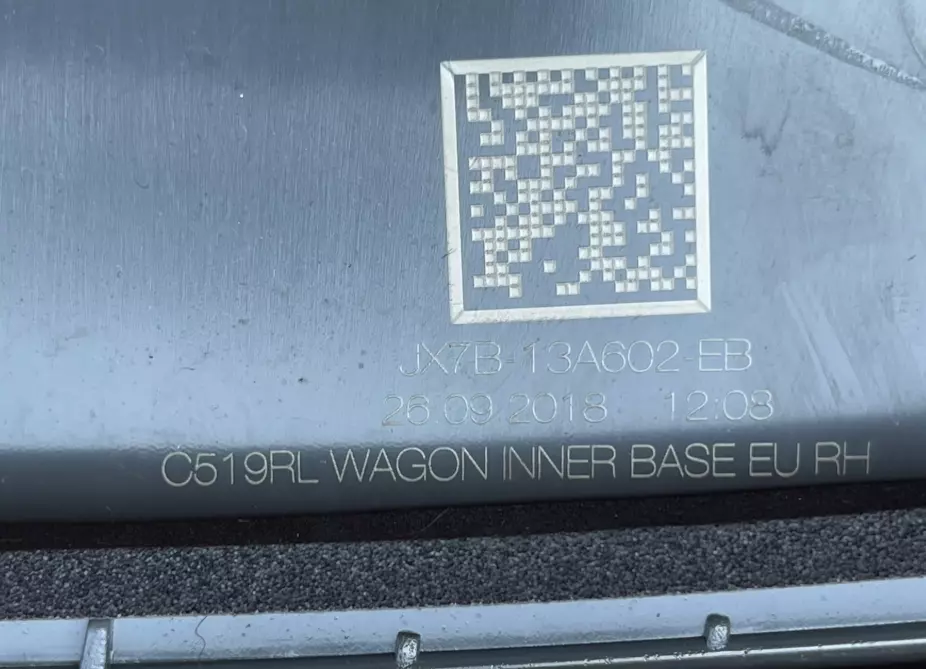 JX7B-13A602-EB
26.09.2018 12:08
C519RL-WAGON INNER BASE EU RH